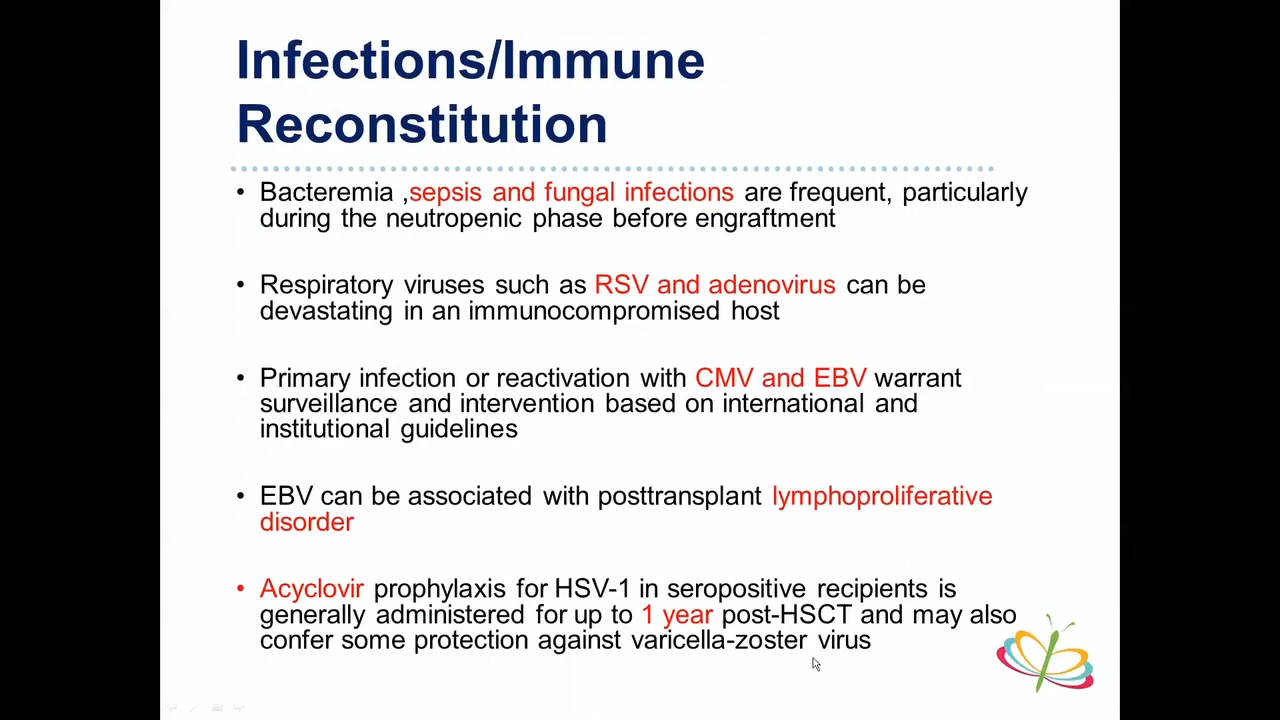 Infections/Immune
Reconstitution
• Bacteremia ,sepsis and fungal infections are frequent, particularly
during the neutropenic phase before engraftment
• Respiratory viruses such as RSV and adenovirus can be
devastating in an immunocompromised host
• Primary infection or reactivation with CMV and EBV warrant
surveillance and intervention based on international and
institutional guidelines
• EBV can be associated with posttransplant lymphoproliferative
disorder
• Acyclovir prophylaxis for HSV-1 in seropositive recipients is
generally administered for up to 1 year post-HSCT and may also
confer some protection against varicella-zoster virus